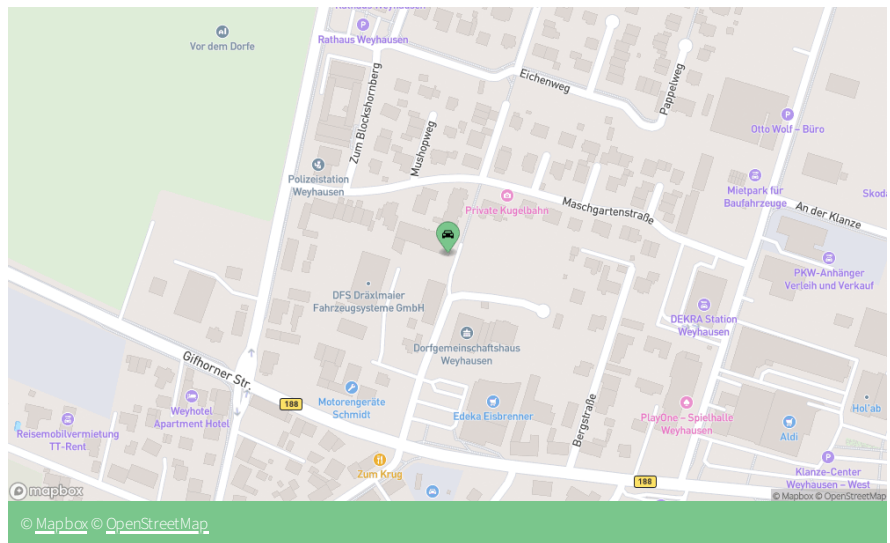 Rathaus Weyhausen
Vor dem Dorfe
Rathaus Weyhausen
Eichenweg
Pappelweg
Zum Blockshornberg
Mushopweg
Otto Wolf – Büro
Polizeistation
Weyhausen
Private Kugelbahn
Maschgartenstraße
Mietpark für
Baufahrzeuge
Skoda
An der Klanze
PKW-Anhänger
Verleih und Verkauf
DFS Dräxlmaier
Fahrzeugsysteme GmbH
DEKRA Station
Weyhausen
Dorfgemeinschaftshaus
Weyhausen
Gifhorner Str.
188
Motorengeräte
Schmidt
Weyhotel
Apartment Hotel
Edeka Eisbrenner
Bergstraße
PlayOne – Spielhalle
Weyhausen
Hol'ab
Aldi
Reisemobilvermietung
TT-Rent
Zum Krug
188
Klanze-Center
Weyhausen – West
mapbox
© Mapbox © OpenStreetMap
© Mapbox © OpenStreetMap